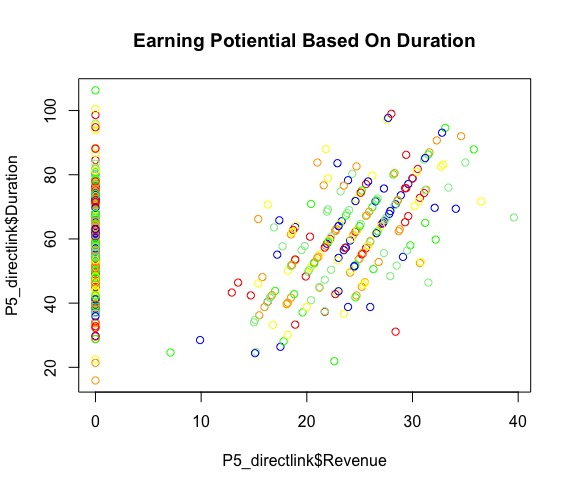 Earning Potiential Based On Duration
P5_directlink$Duration
100
80
60
40
20
0 10 20 30 40
P5_directlink$Revenue